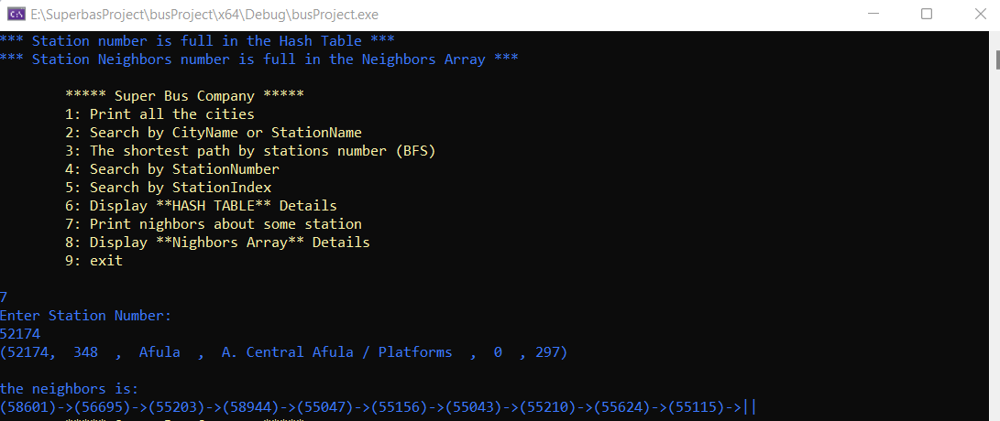 E:\SuperbasProject\busProject\x64\Debug\busProject.exe
*** Station number is full in the Hash Table ***
*** Station Neighbors number is full in the Neighbors Array ***
***** Super Bus Company *****
1: Print all the cities
2: Search by CityName or StationName
3: The shortest path by stations number (BFS)
4: Search by StationNumber
5: Search by StationIndex
6: Display **HASH TABLE** Details
7: Print nighbors about some station
8: Display **Nighbors Array** Details
9: exit
7
Enter Station Number:
52174
(52174,  348  ,  Afula  ,  A. Central Afula / Platforms  ,  0  , 297)
the neighbors is:
(58601)->(56695)->(55203)->(58944)->(55047)->(55156)->(55043)->(55210)->(55624)->(55115)->||